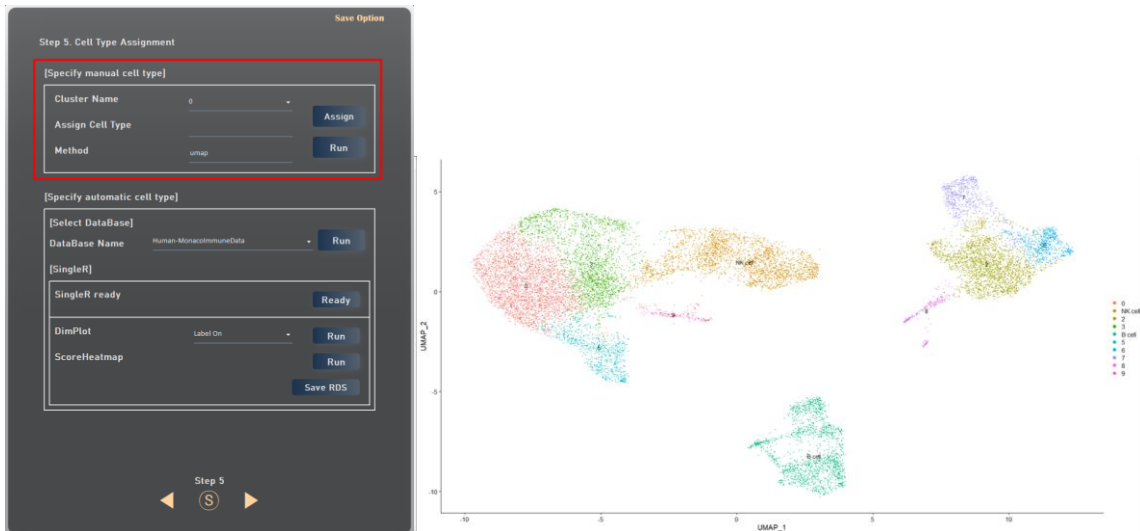 Save Option
Step 5. Cell Type Assignment
[Specify manual cell type]
Cluster Name 0
Assign
Assign Cell Type
Method umap Run
[Specify automatic cell type]
[Select DataBase]
DataBase Name Human-MonacoImmuneData Run
[SingleR]
SingleR ready Ready
DimPlot Label On Run
ScoreHeatmap Run
Save RDS
Step 5
S
UMAP_2
5
0
-5
-10
NK cell
B cell
-10 -5 0 5 10
UMAP_1
0
NK cell
2
3
B cell
5
6
7
8
9